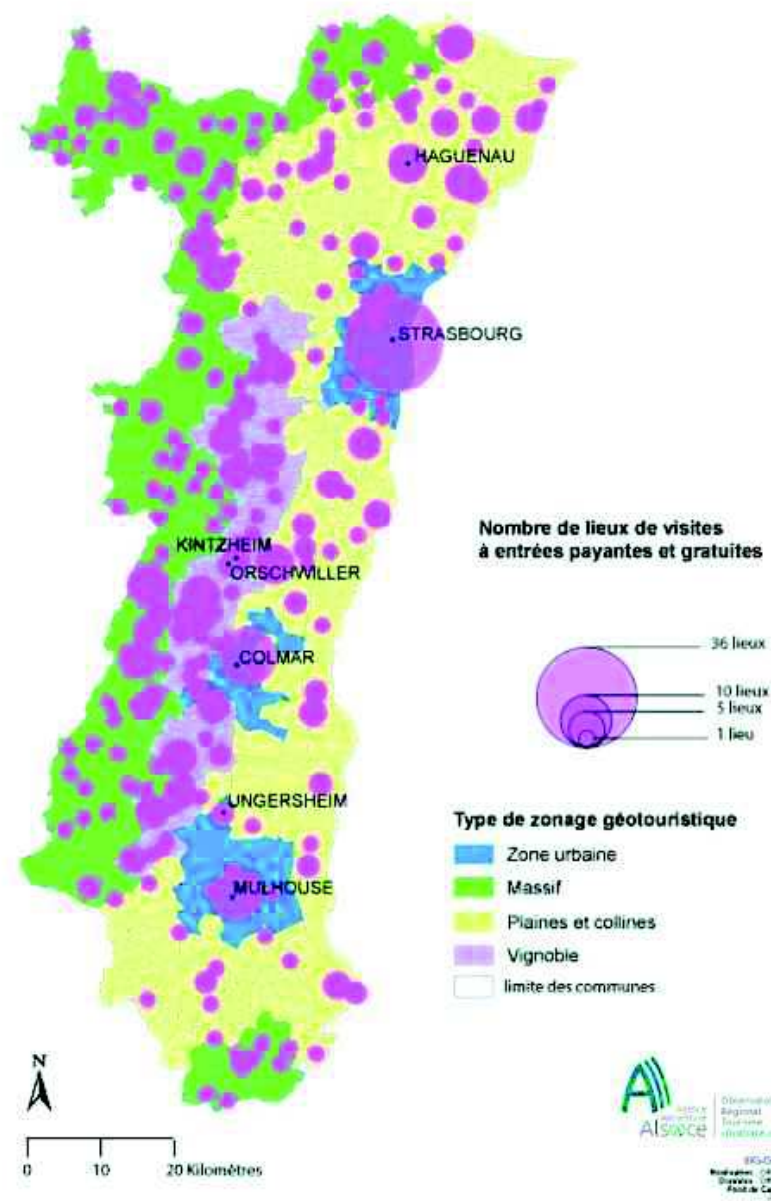 HAGUENAU
STRASBOURG
KINTZHEIM
ORSCHWILLER
COLMAR
UNGERSHEIM
MULHOUSE
Nombre de lieux de visites
à entrées payantes et gratuites
36 lieux
10 lieux
5 lieux
1 lieu
Type de zonage géotouristique
Zone urbaine
Massif
Plaines et collines
Vignoble
limite des communes
N
0 10 20 Kilomètres
Alsace
Régional